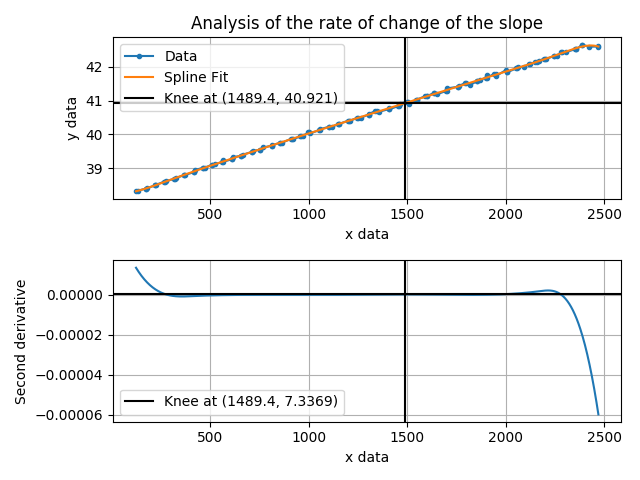 Analysis of the rate of change of the slope
y data
42
41
40
39
Data
Spline Fit
Knee at (1489.4, 40.921)
500
1000
1500
2000
2500
x data
Second derivative
0.00000
−0.00002
−0.00004
−0.00006
Knee at (1489.4, 7.3369)
500
1000
1500
2000
2500
x data